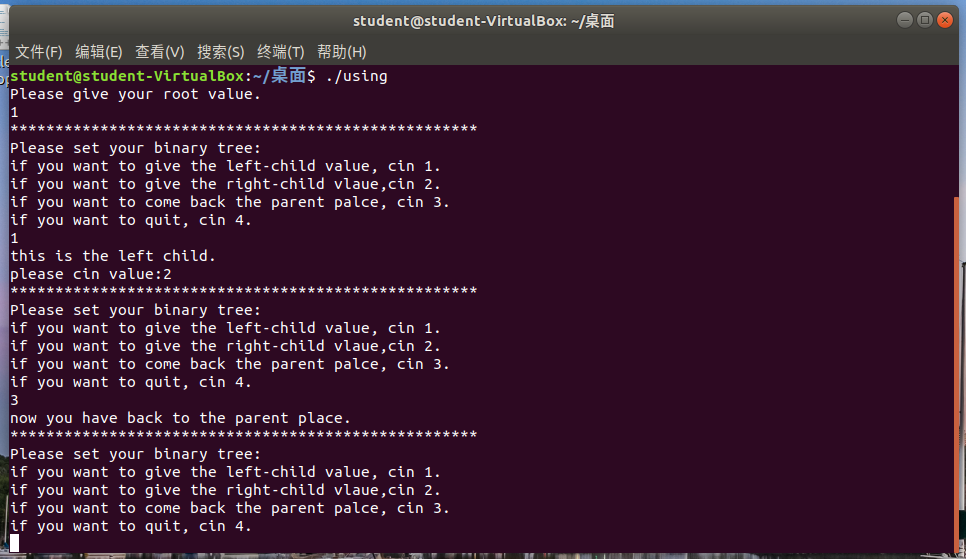 student@student-VirtualBox: ~/桌面
文件(F) 编辑(E) 查看(V) 搜索(S) 终端(T) 帮助(H)
student@student-VirtualBox:~/桌面$ ./using
Please give your root value.
1
****************************************************
Please set your binary tree:
if you want to give the left-child value, cin 1.
if you want to give the right-child vlaue,cin 2.
if you want to come back the parent palce, cin 3.
if you want to quit, cin 4.
1
this is the left child.
please cin value:2
****************************************************
Please set your binary tree:
if you want to give the left-child value, cin 1.
if you want to give the right-child vlaue,cin 2.
if you want to come back the parent palce, cin 3.
if you want to quit, cin 4.
3
now you have back to the parent place.
****************************************************
Please set your binary tree:
if you want to give the left-child value, cin 1.
if you want to give the right-child vlaue,cin 2.
if you want to come back the parent palce, cin 3.
if you want to quit, cin 4.